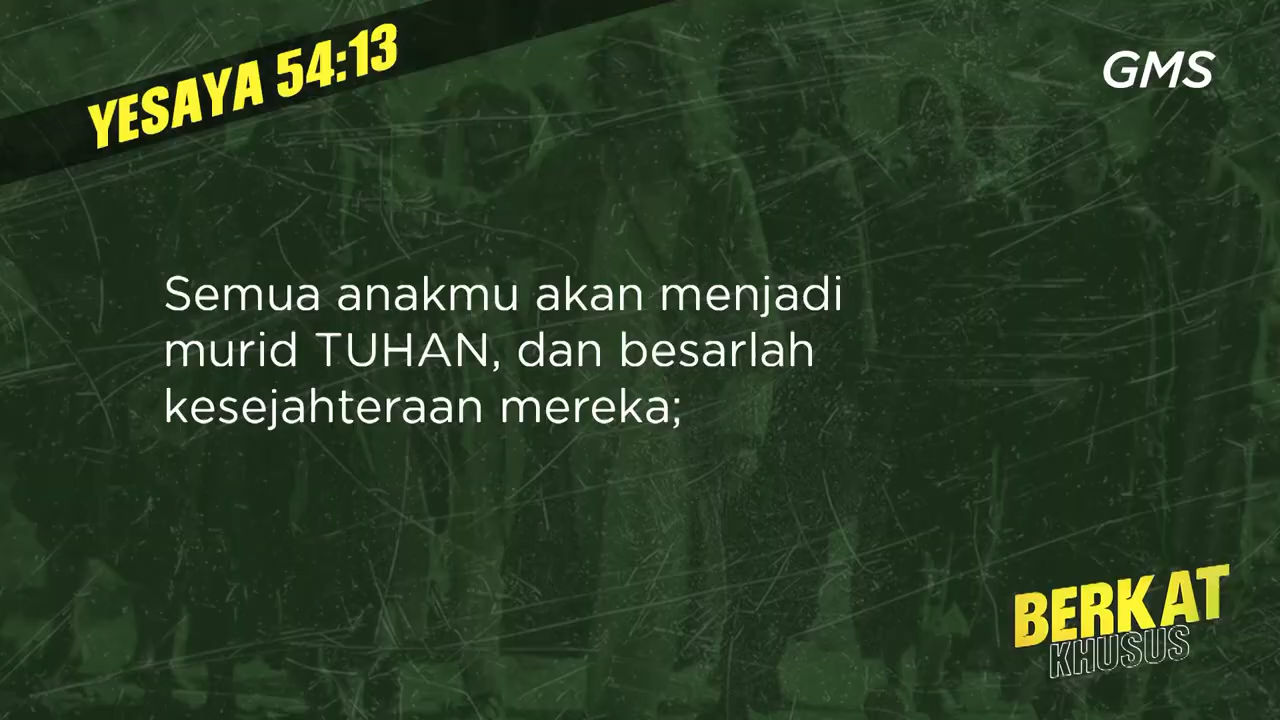 YESAYA 54:13
GMS
Semua anakmu akan menjadi
murid TUHAN, dan besarlah
kesejahteraan mereka;
BERKAT
KHUSUS